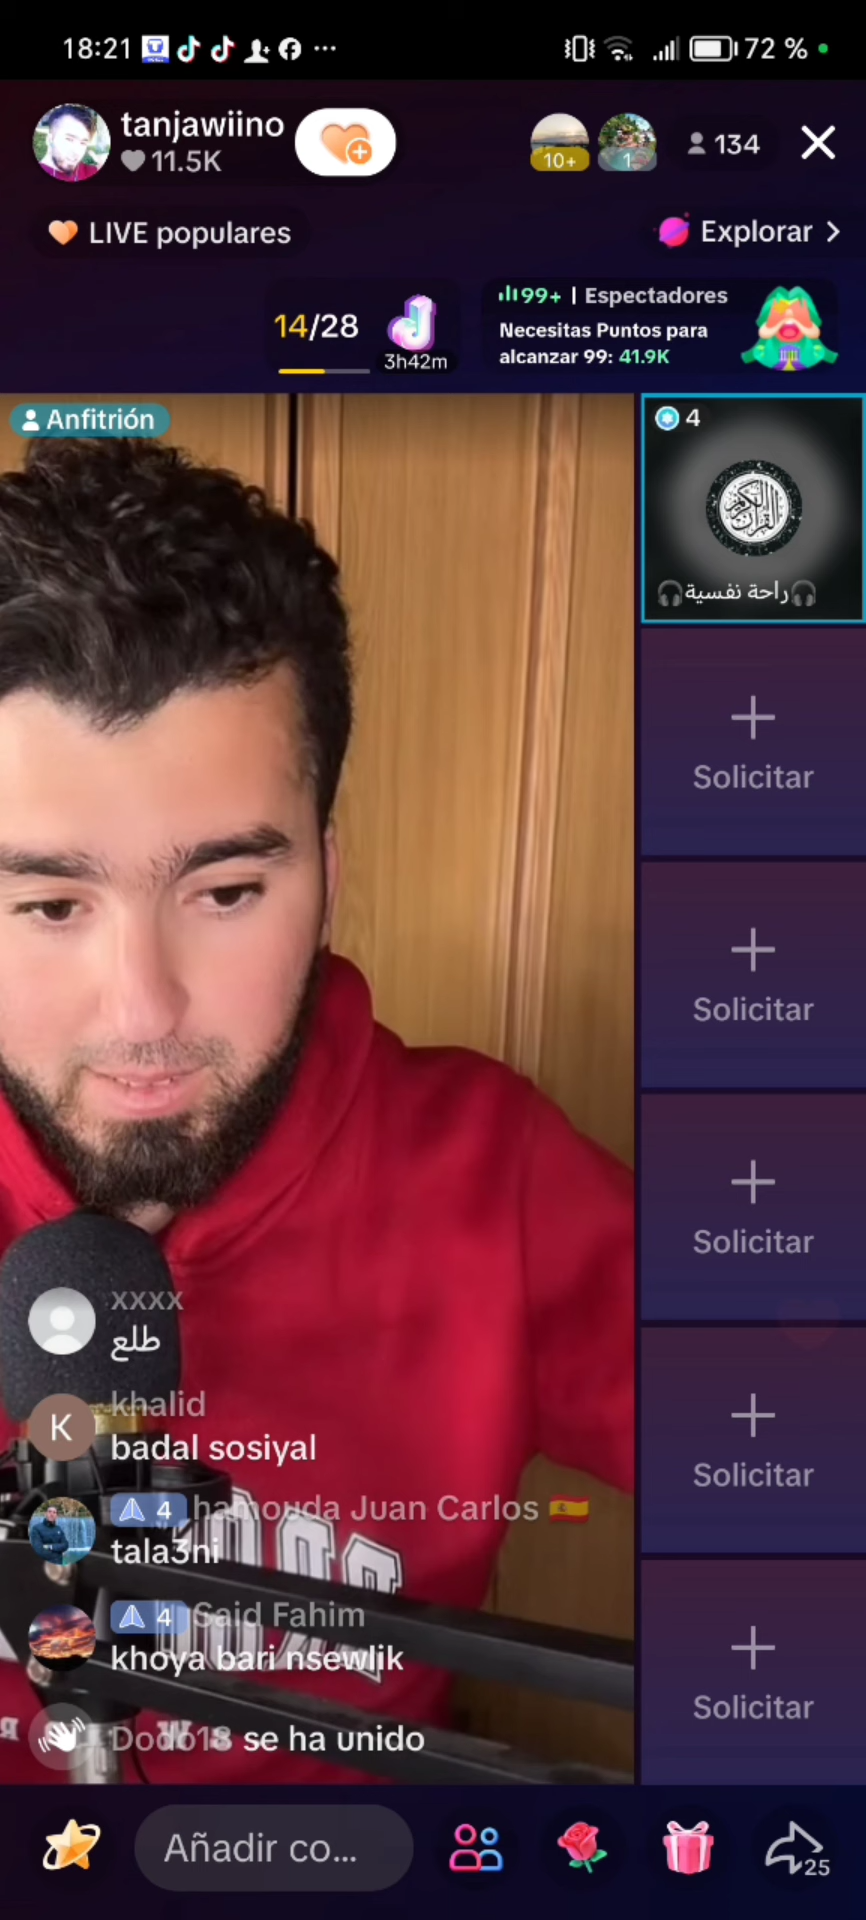 18:21
72 %
tanjawiino
11.5K
10+
1
134
LIVE populares
Explorar
14/28
3h42m
99+ | Espectadores
Necesitas Puntos para
alcanzar 99: 41.9K
Anfitrión
4
القرآن الكريم
راحة نفسية
Solicitar
Solicitar
Solicitar
Solicitar
Solicitar
xxxx
طلع
khalid
K
badal sosiyal
4 hamouda Juan Carlos
tala3ni
4 Said Fahim
khoya bari nsewlik
Dodo18 se ha unido
Añadir co...
25